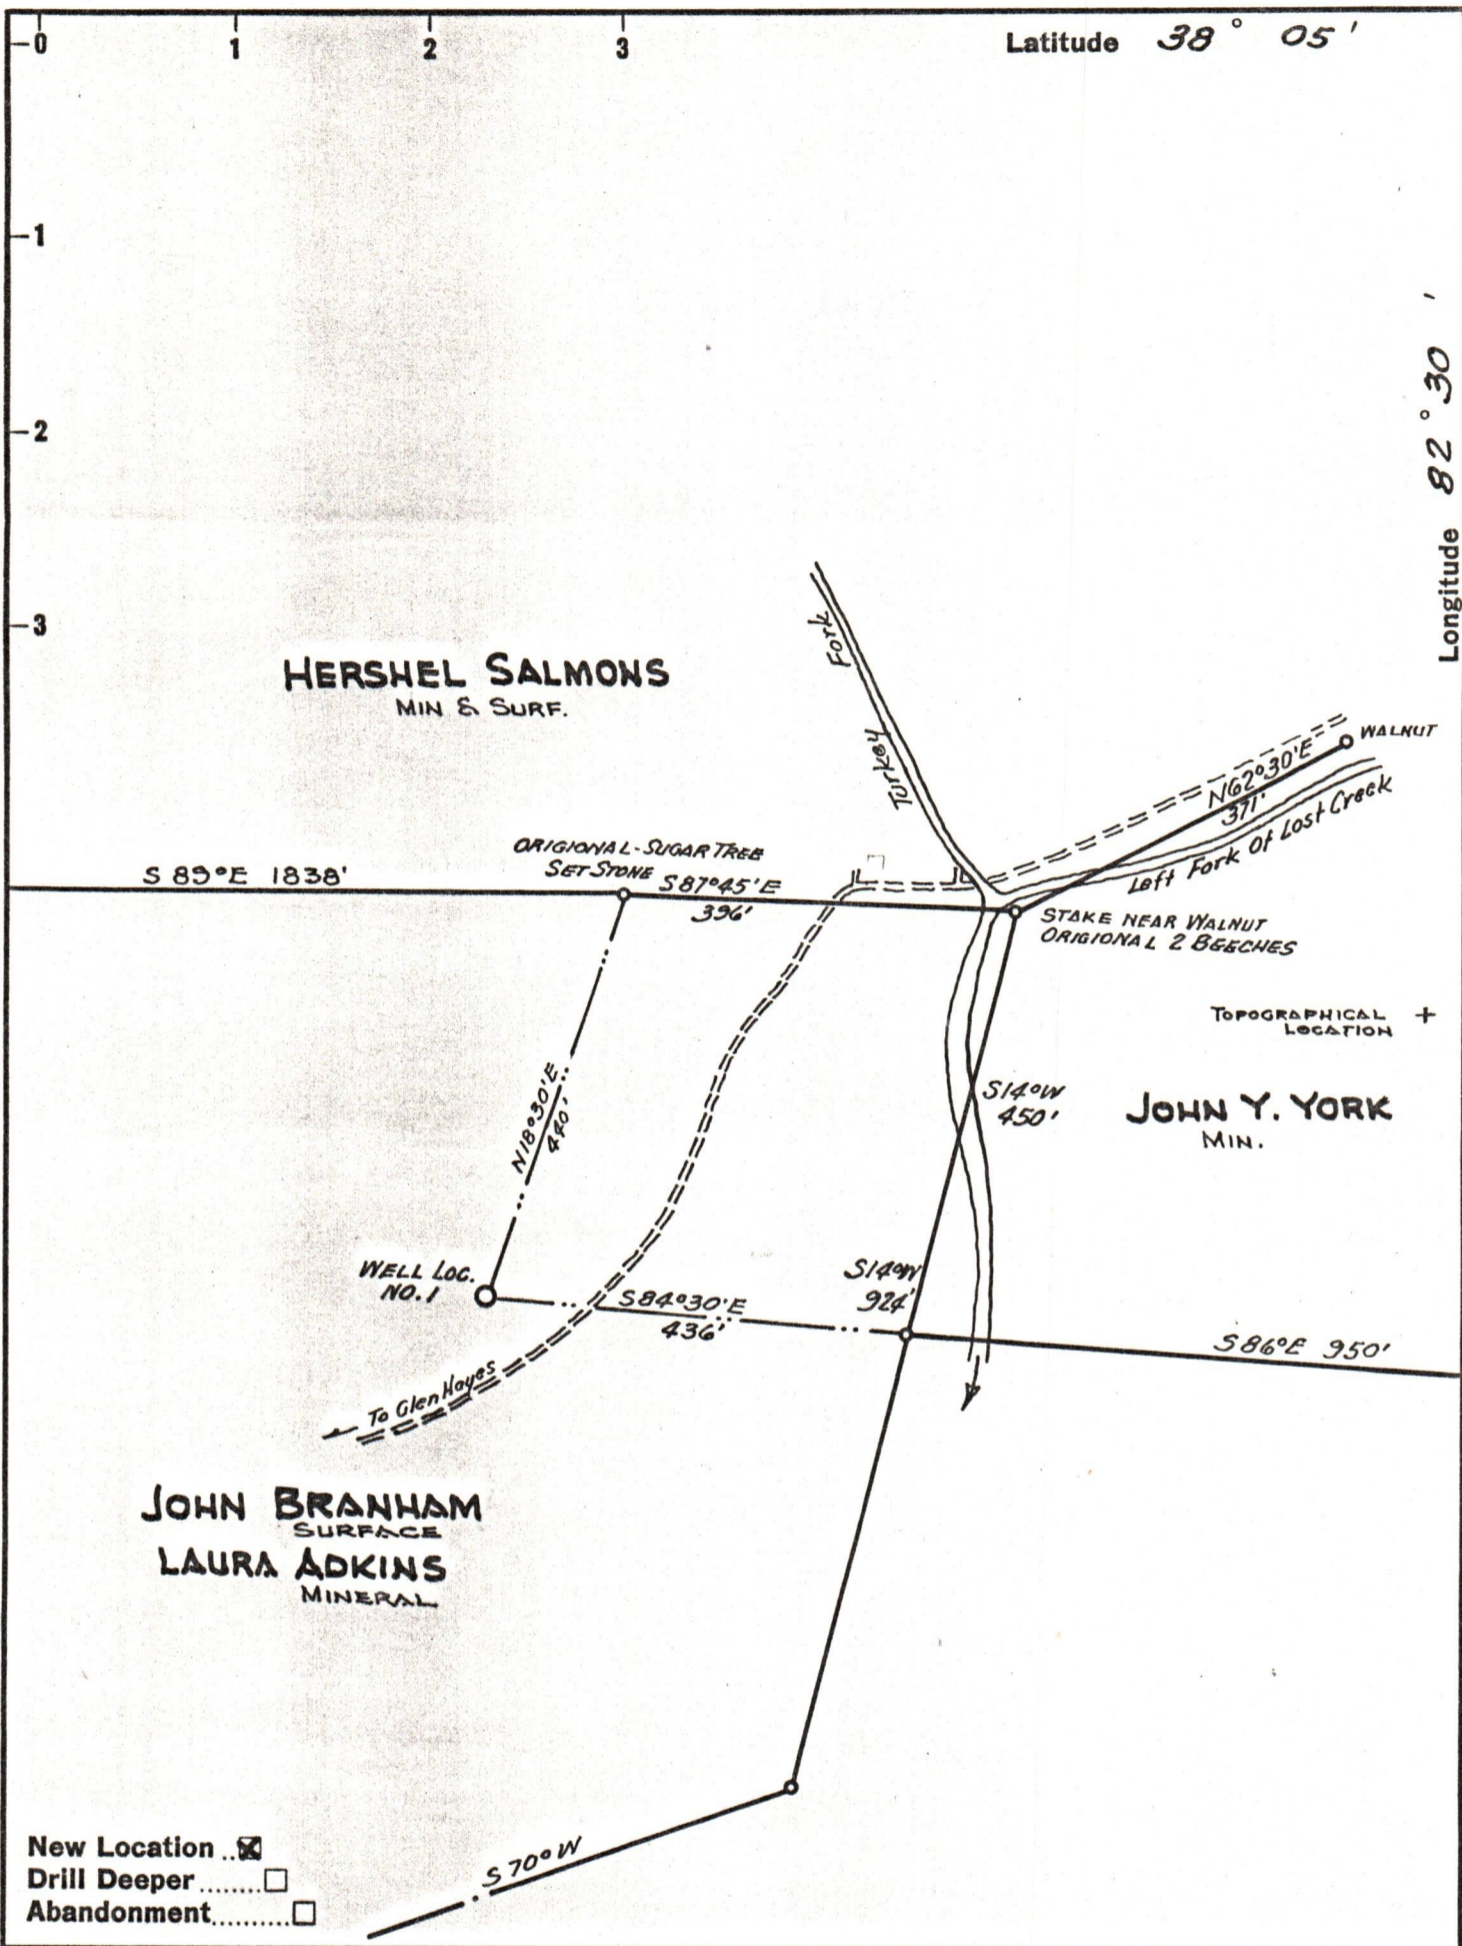 0
1
2
3
Latitude 38° 05'
1
2
3
Longitude 82° 30'
HERSHEL SALMONS
MIN & SURF.
Turkey Fork
WALNUT
N62°30'E
371'
Left Fork Of Lost Creek
ORIGIONAL-SUGAR TREE
SET STONE
S 89°E 1838'
S87°45'E
396'
STAKE NEAR WALNUT
ORIGIONAL 2 BEECHES
TOPOGRAPHICAL +
LOCATION
N18°30'E
440'
S14°W
450'
JOHN Y. YORK
MIN.
WELL LOC.
NO. 1
S84°30'E
436'
S14°W
924'
S86°E 950'
To Glen Hayes
JOHN BRANHAM
SURFACE
LAURA ADKINS
MINERAL
S70°W
New Location ..☒
Drill Deeper ........☐
Abandonment..........☐